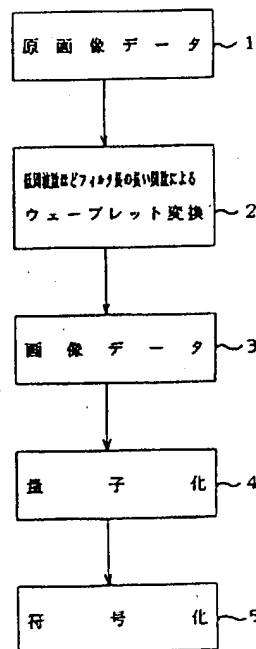 原画像データ 1
低周波数ほどフィルタ長の長い関数による
ウェーブレット変換 2
画像データ 3
量子化 4
符号化 5